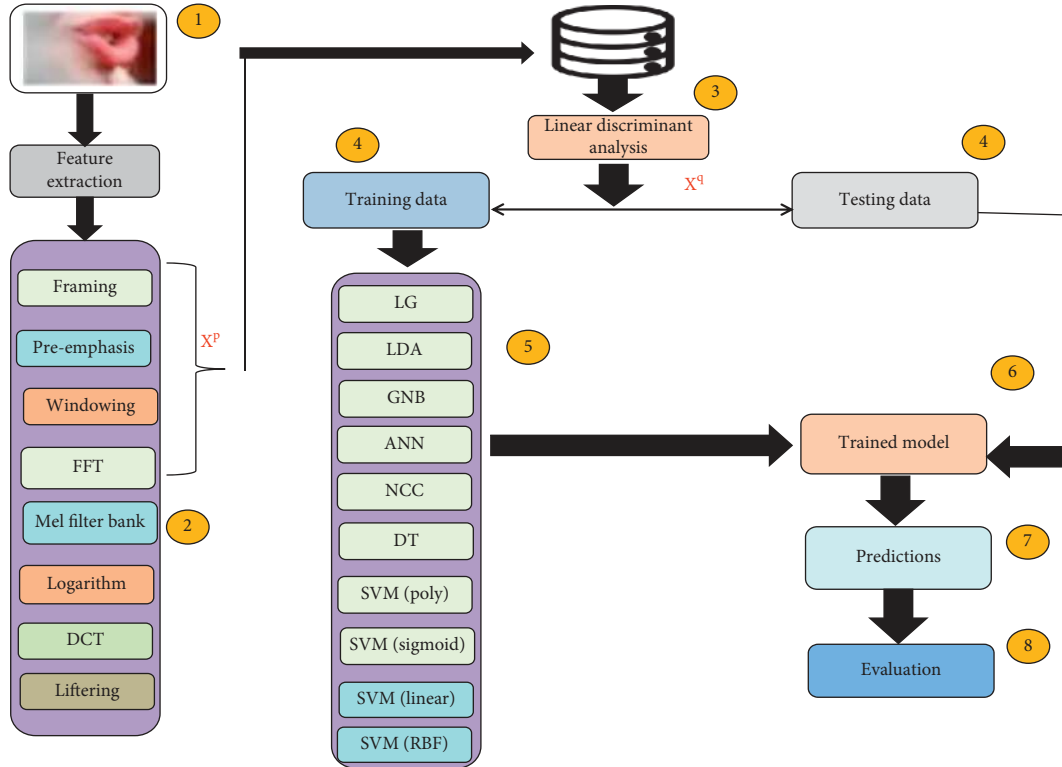 1
Feature
extraction
Framing
Pre-emphasis
Windowing
FFT
Mel filter bank
Logarithm
DCT
Liftering
2
X^p
3
Linear discriminant
analysis
X^q
4
Training data
4
Testing data
LG
LDA
GNB
ANN
NCC
DT
SVM (poly)
SVM (sigmoid)
SVM (linear)
SVM (RBF)
5
6
Trained model
7
Predictions
8
Evaluation